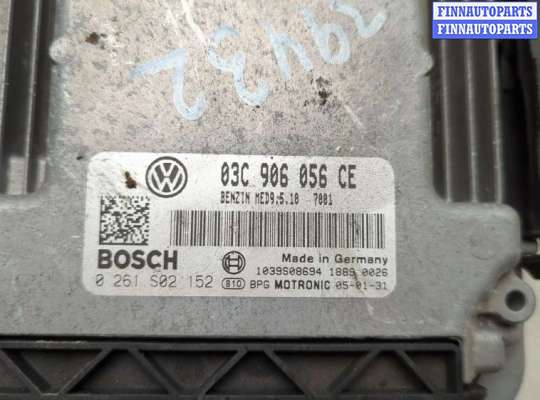 FINNAUTOPARTS
FINNAUTOPARTS
03C 906 056 CE
BENZIN MED9.5.10 7001
BOSCH
Made in Germany
1039S08694 1889 0026
0 261 S02 152
810 BPG MOTRONIC 05-01-31